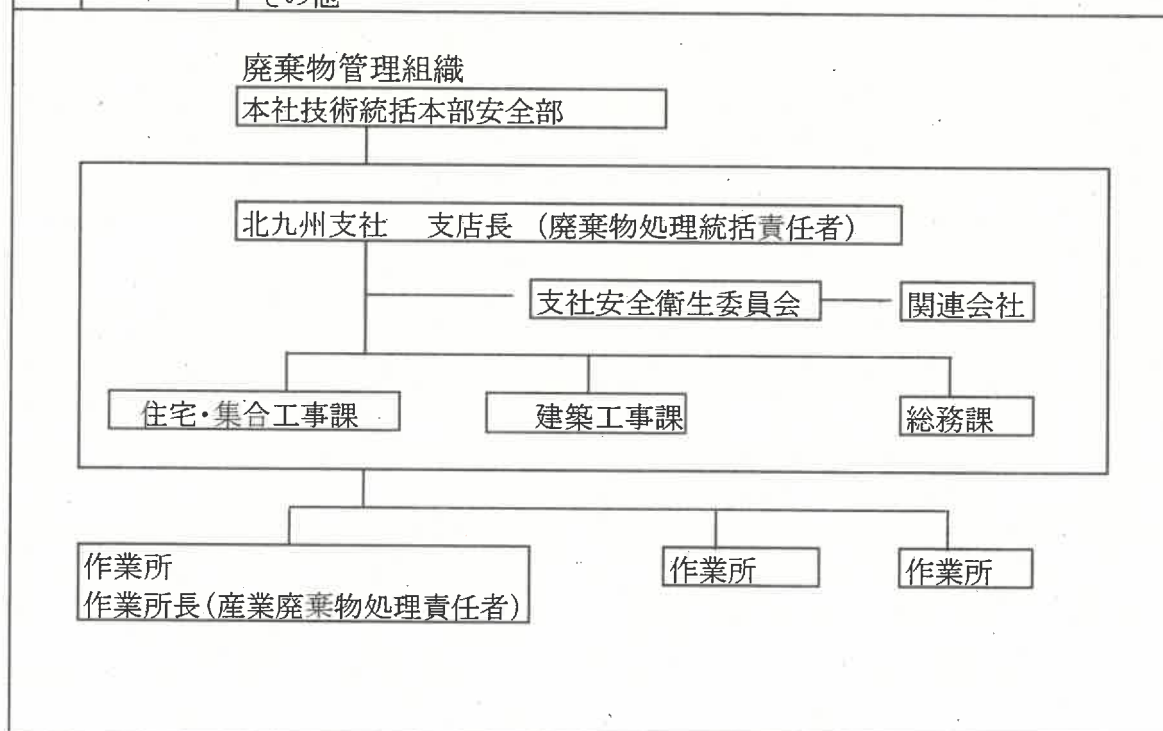 その他
廃棄物管理組織
本社技術統括本部安全部
北九州支社　支店長（廃棄物処理統括責任者）
支社安全衛生委員会
関連会社
住宅・集合工事課
建築工事課
総務課
作業所
作業所長（産業廃棄物処理責任者）
作業所
作業所